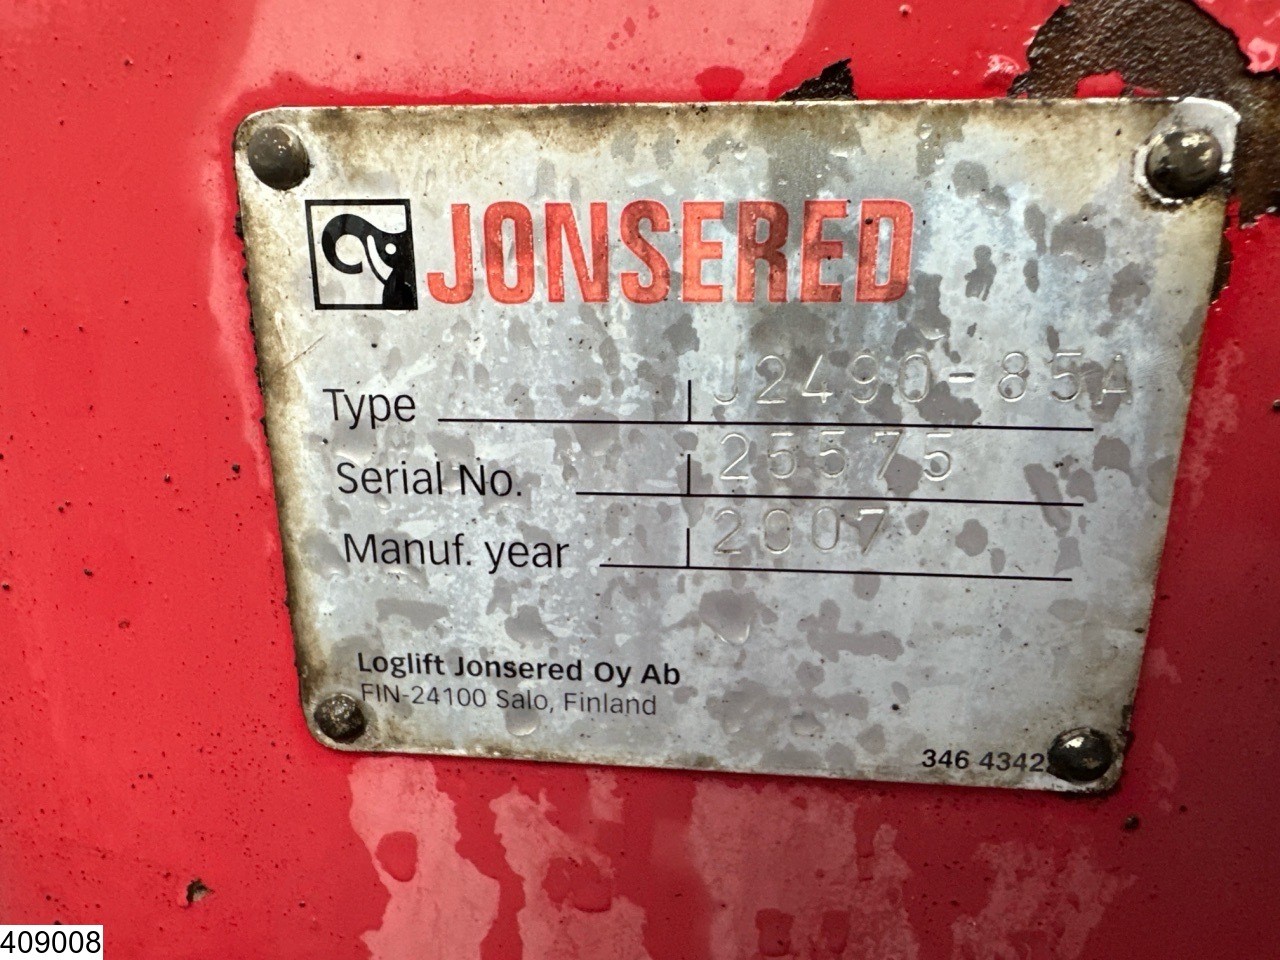 JONSERED
Type J2490-85A
Serial No. 25575
Manuf. year 2007
Loglift Jonsered Oy Ab
FIN-24100 Salo, Finland
346 4342
409008